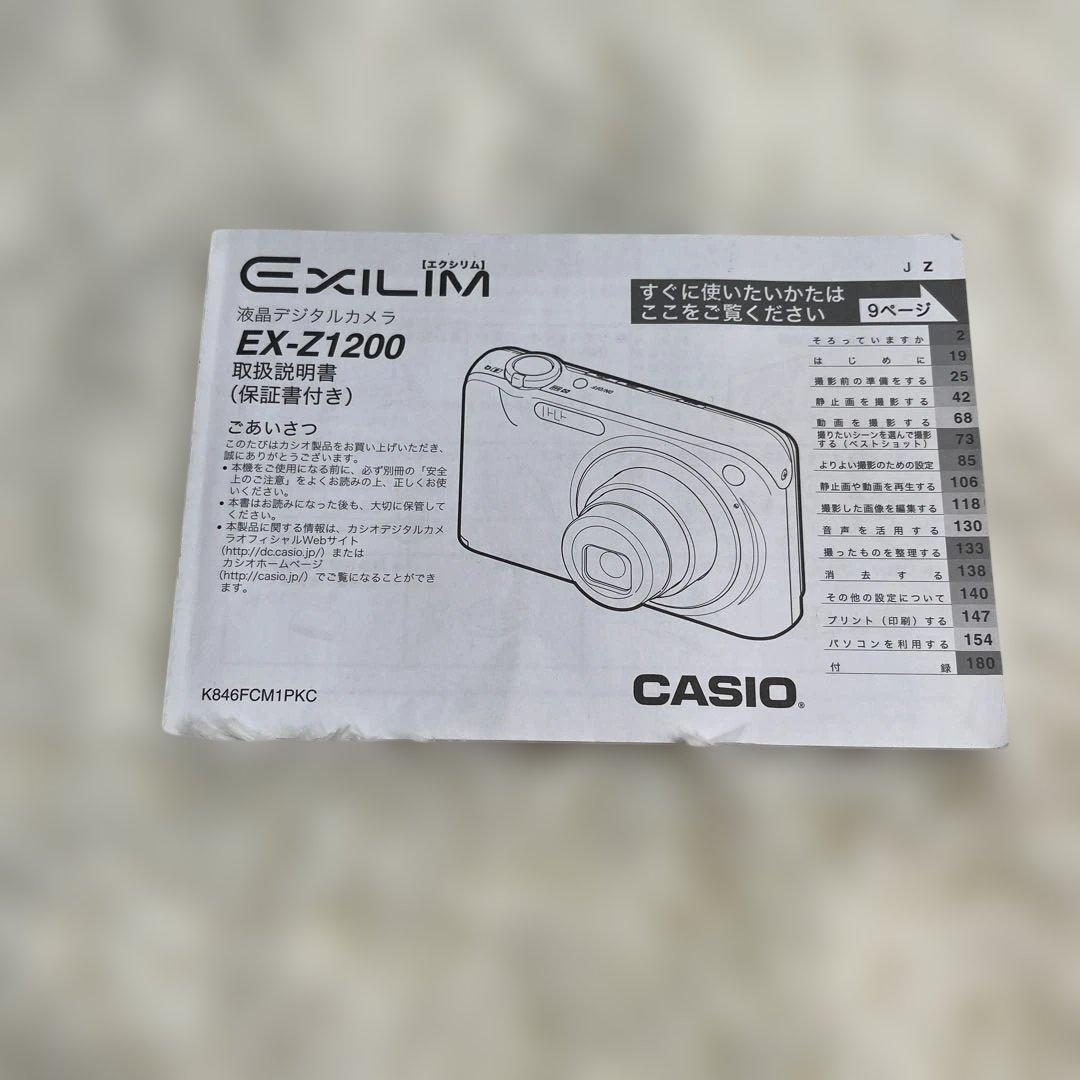 EXILIM【エクシリム】
液晶デジタルカメラ
EX-Z1200
取扱説明書
（保証書付き）
ごあいさつ
このたびはカシオ製品をお買い上げいただき、
誠にありがとうございます。
• 本機をご使用になる前に、必ず別冊の「安全
上のご注意」をよくお読みの上、正しくお使
いください。
• 本書はお読みになった後も、大切に保管して
ください。
• 本製品に関する情報は、カシオデジタルカメ
ラオフィシャルWebサイト
（http://dc.casio.jp/）または
カシオホームページ
（http://casio.jp/）でご覧になることができ
ます。
K846FCM1PKC
J Z
すぐに使いたいかたは
ここをご覧ください
9ページ
そろっていますか 2
はじめに 19
撮影前の準備をする 25
静止画を撮影する 42
動画を撮影する 68
撮りたいシーンを選んで撮影
する（ベストショット） 73
よりよい撮影のための設定 85
静止画や動画を再生する 106
撮影した画像を編集する 118
音声を活用する 130
撮ったものを整理する 133
消去する 138
その他の設定について 140
プリント（印刷）する 147
パソコンを利用する 154
付録 180
ON/OFF
CASIO®